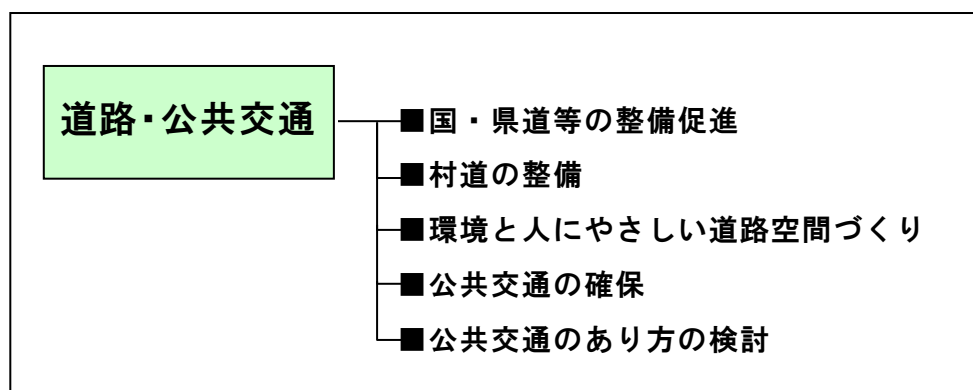 道路・公共交通
■国・県道等の整備促進
■村道の整備
■環境と人にやさしい道路空間づくり
■公共交通の確保
■公共交通のあり方の検討